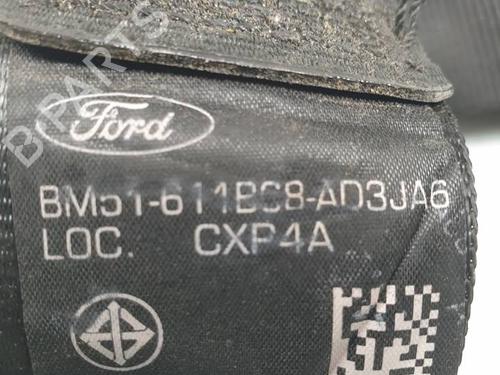 Ford
BM51-611BC8-AD3JA6
LOC. CXP4A
B-PARTS